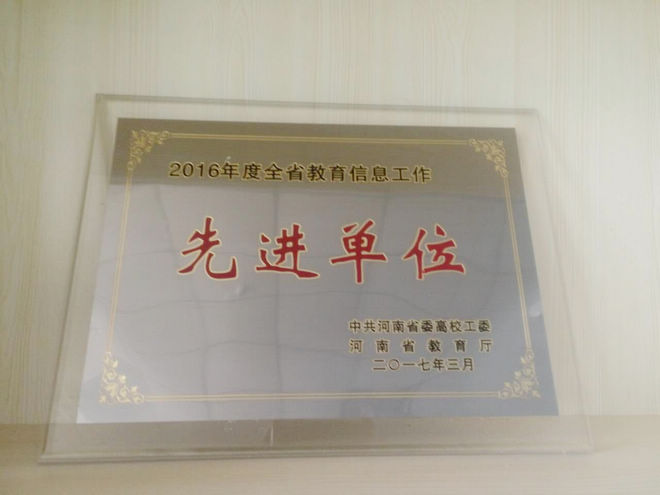 2016年度全省教育信息工作
先进单位
中共河南省委高校工委
河南省教育厅
二〇一七年三月